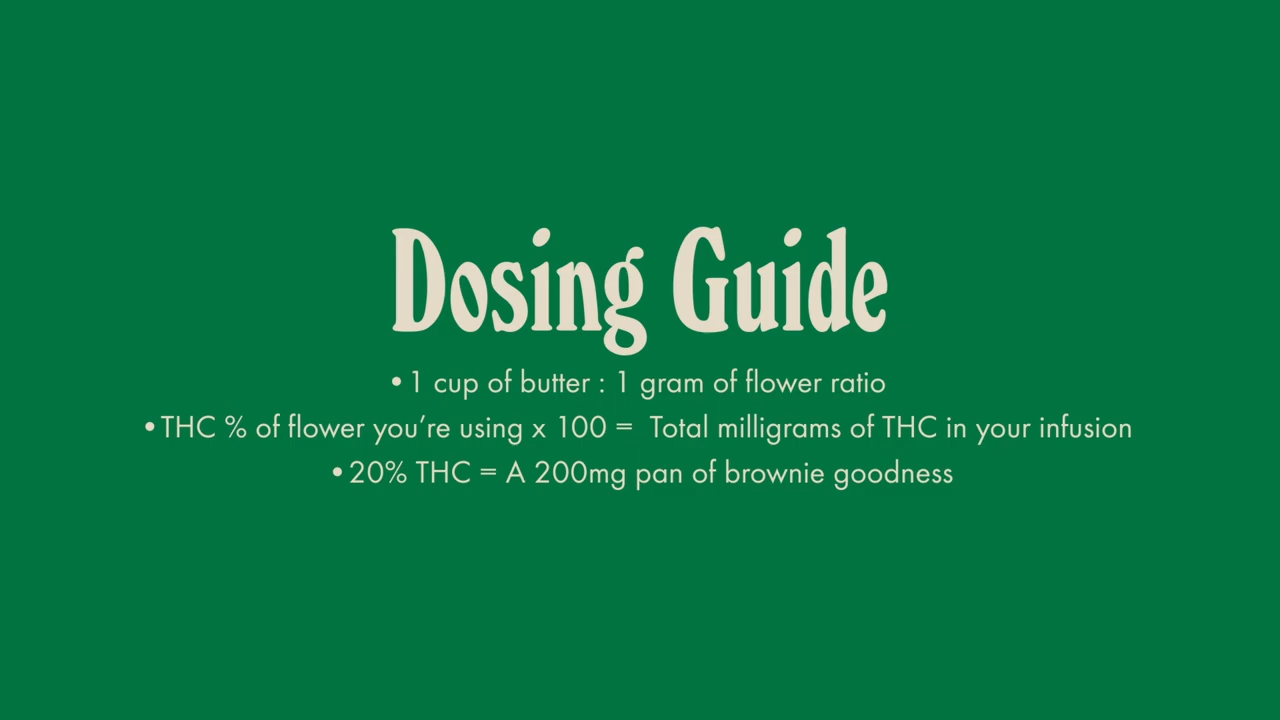 Dosing Guide
•1 cup of butter : 1 gram of flower ratio
•THC % of flower you’re using x 100 =  Total milligrams of THC in your infusion
•20% THC = A 200mg pan of brownie goodness